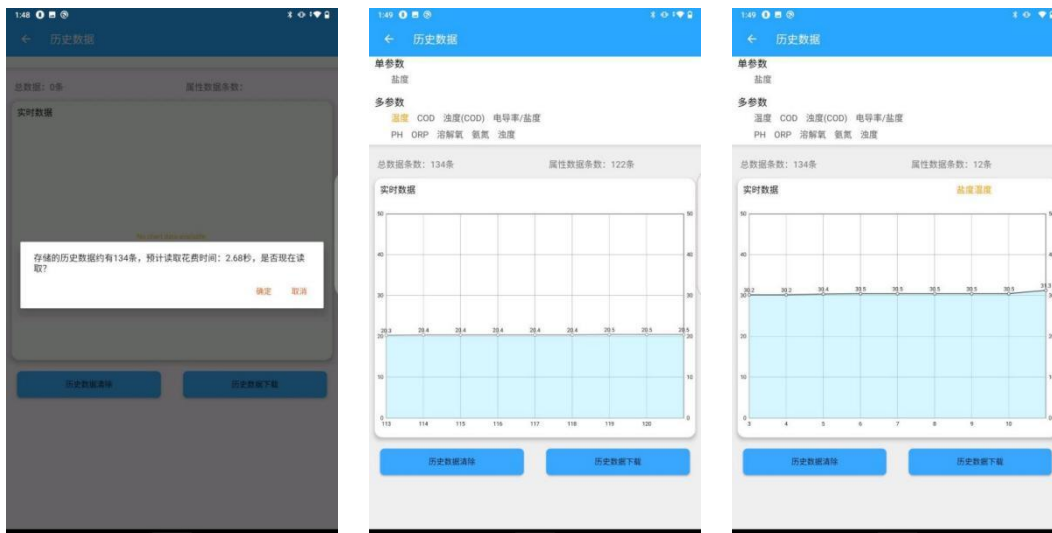 1:48
历史数据
总数据：0条 属性数据条数：
实时数据
存储的历史数据约有134条，预计读取花费时间：2.68秒，是否现在读
取？
确定 取消
历史数据清除 历史数据下载
1:49
历史数据
单参数
盐度
多参数
温度 COD 浊度(COD) 电导率/盐度
PH ORP 溶解氧 氨氮 浊度
总数据条数：134条 属性数据条数：122条
实时数据
50 50
40 40
30 30
20.3 20.4 20.4 20.4 20.4 20.4 20.5 20.5 20.5
20 20
10 10
0 0
113 114 115 116 117 118 119 120
历史数据清除 历史数据下载
1:49
历史数据
单参数
盐度
多参数
温度 COD 浊度(COD) 电导率/盐度
PH ORP 溶解氧 氨氮 浊度
总数据条数：134条 属性数据条数：12条
实时数据 盐度温度
50
40
30.2 30.2 30.4 30.5 30.5 30.5 30.5 30.5 31.3
30
20
10
0
3 4 5 6 7 8 9 10
历史数据清除 历史数据下载